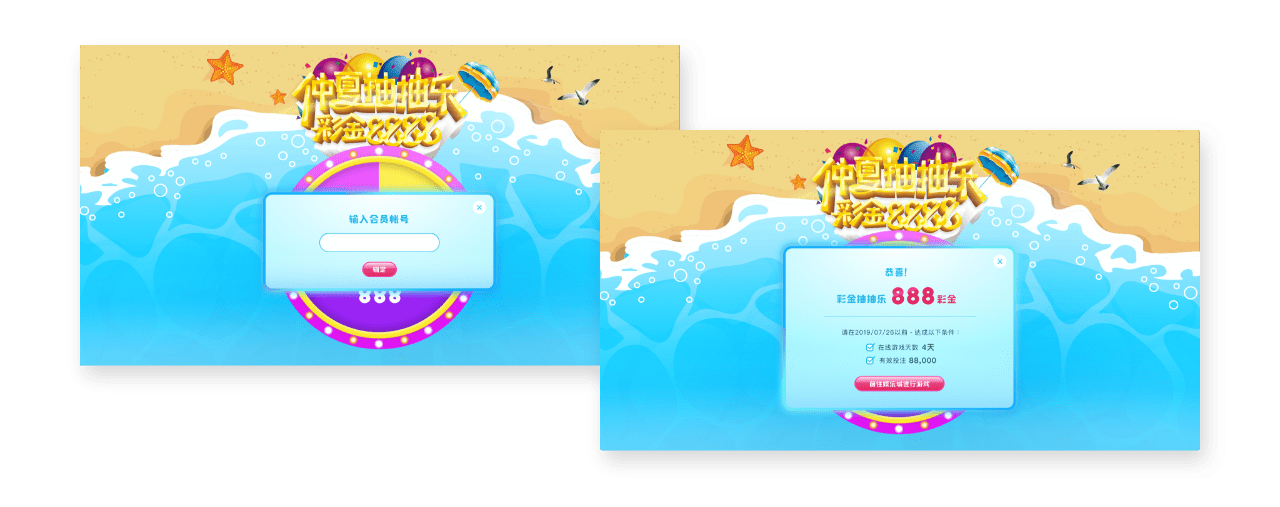 仲夏抽抽乐
彩金8888
输入会员帐号
确定
888
仲夏抽抽乐
彩金8888
恭喜!
彩金抽抽乐 888 彩金
请在2019/07/26以前,达成以下条件:
在线游戏天数 4天
有效投注 88,000
前往娱乐城进行游戏